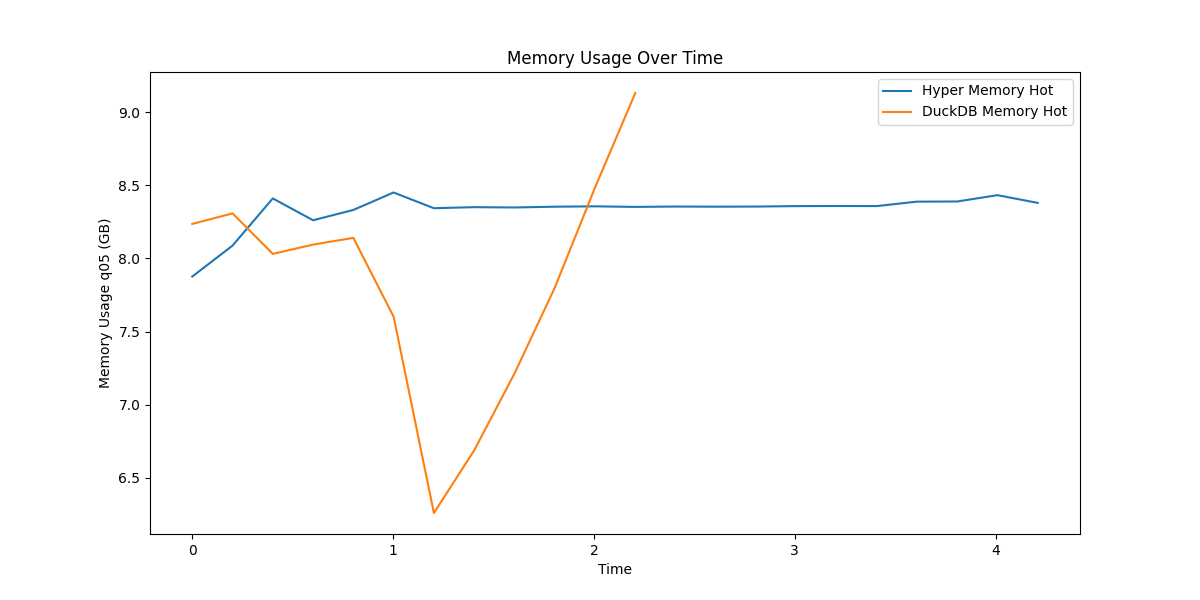 Memory Usage Over Time
Hyper Memory Hot
DuckDB Memory Hot
Memory Usage q05 (GB)
9.0
8.5
8.0
7.5
7.0
6.5
0 1 2 3 4
Time